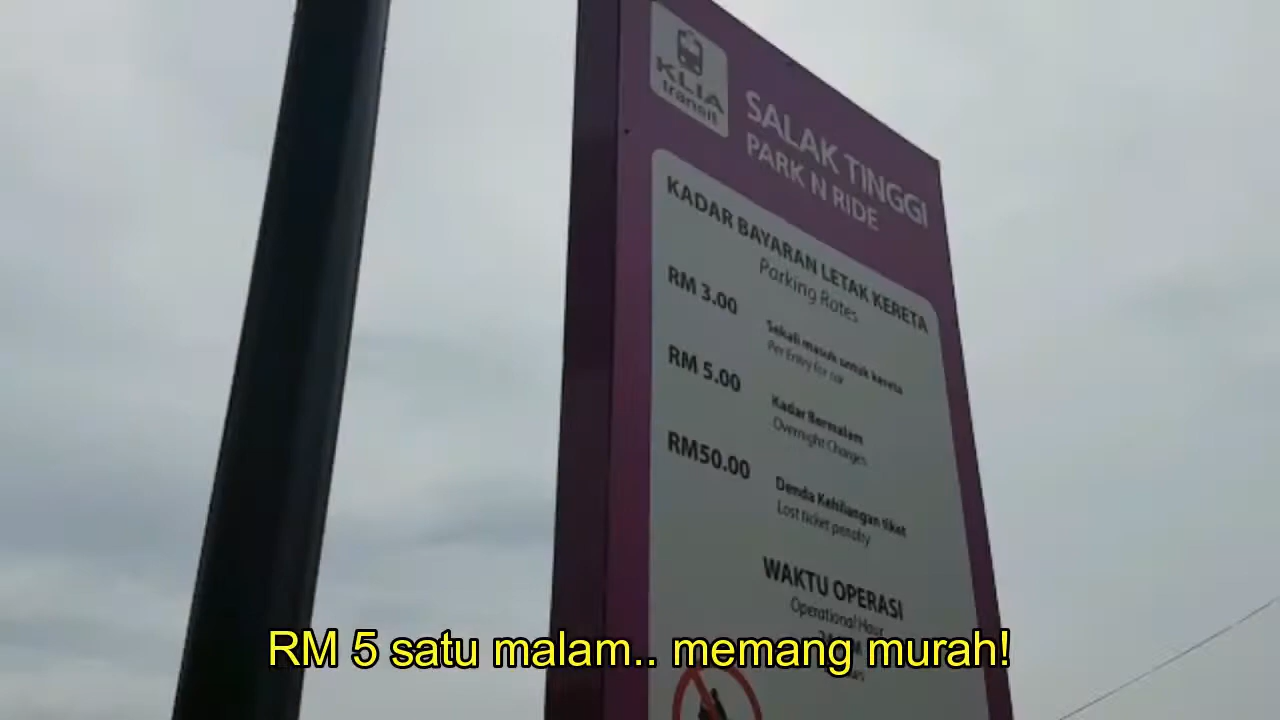 KLIA
transit
SALAK TINGGI
PARK N RIDE
KADAR BAYARAN LETAK KERETA
Parking Rates
RM 3.00
Sekali masuk untuk kereta
Per Entry for car
RM 5.00
Kadar Bermalam
Overnight Charges
RM50.00
Denda Kehilangan tiket
Lost ticket penalty
WAKTU OPERASI
Operational Hour
RM 5 satu malam.. memang murah!